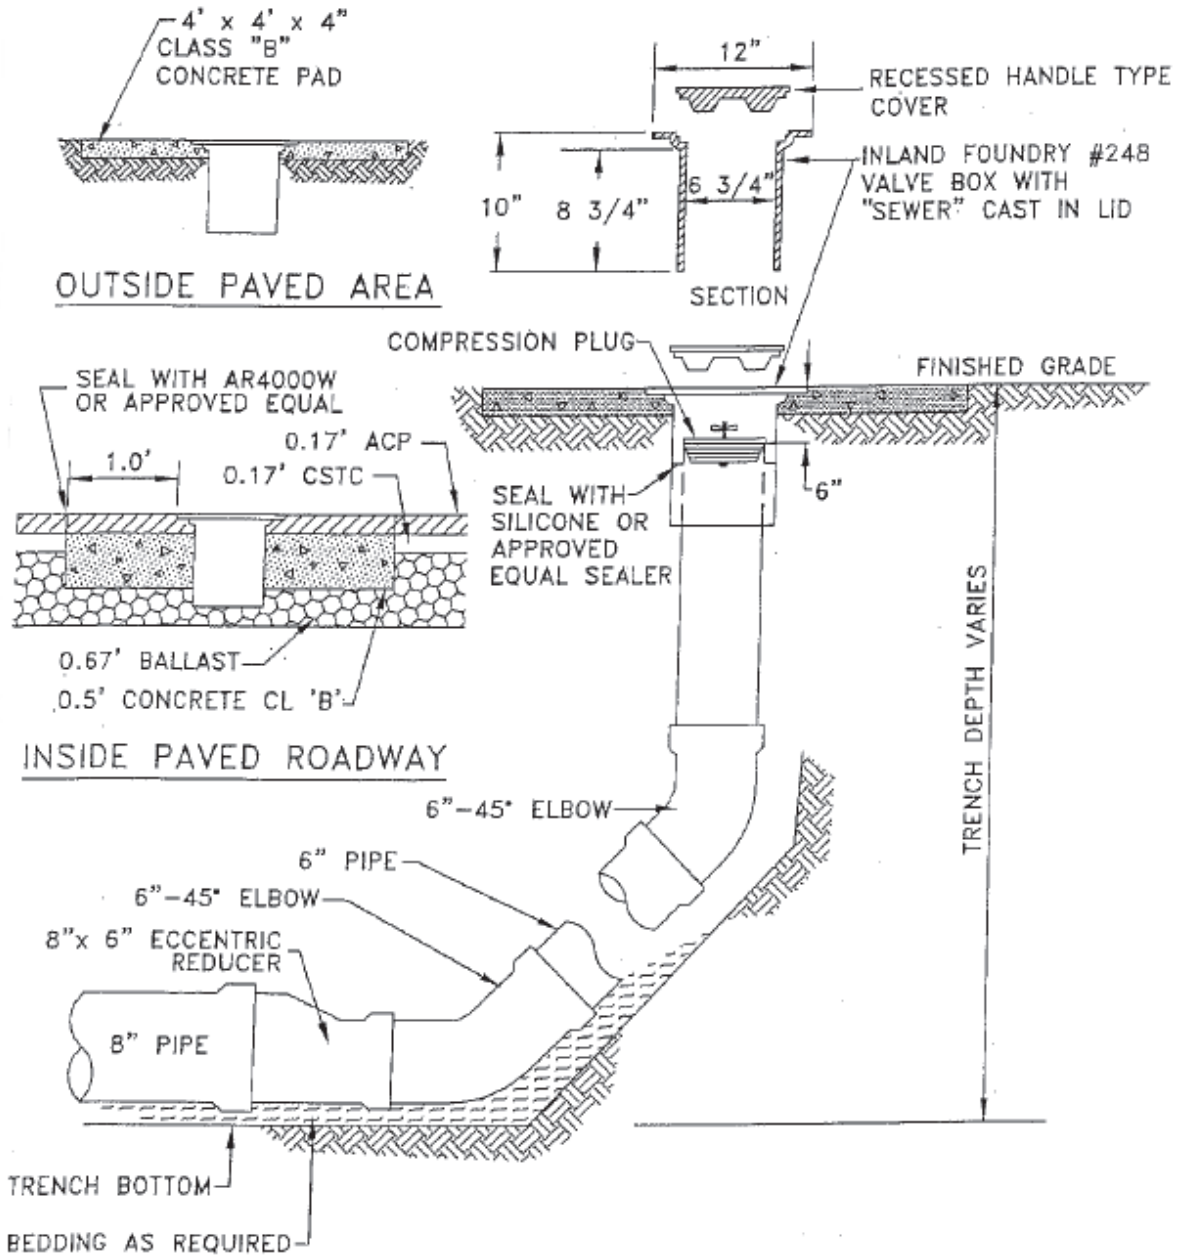 4' x 4' x 4"
CLASS "B"
CONCRETE PAD
OUTSIDE PAVED AREA
12"
RECESSED HANDLE TYPE
COVER
INLAND FOUNDRY #248
VALVE BOX WITH
"SEWER" CAST IN LID
6 3/4"
10"
8 3/4"
SECTION
COMPRESSION PLUG
FINISHED GRADE
SEAL WITH AR4000W
OR APPROVED EQUAL
0.17' ACP
1.0'
0.17' CSTC
6"
SEAL WITH
SILICONE OR
APPROVED
EQUAL SEALER
0.67' BALLAST
0.5' CONCRETE CL 'B'
INSIDE PAVED ROADWAY
TRENCH DEPTH VARIES
6"-45° ELBOW
6" PIPE
6"-45° ELBOW
8"x 6" ECCENTRIC
REDUCER
8" PIPE
TRENCH BOTTOM
BEDDING AS REQUIRED